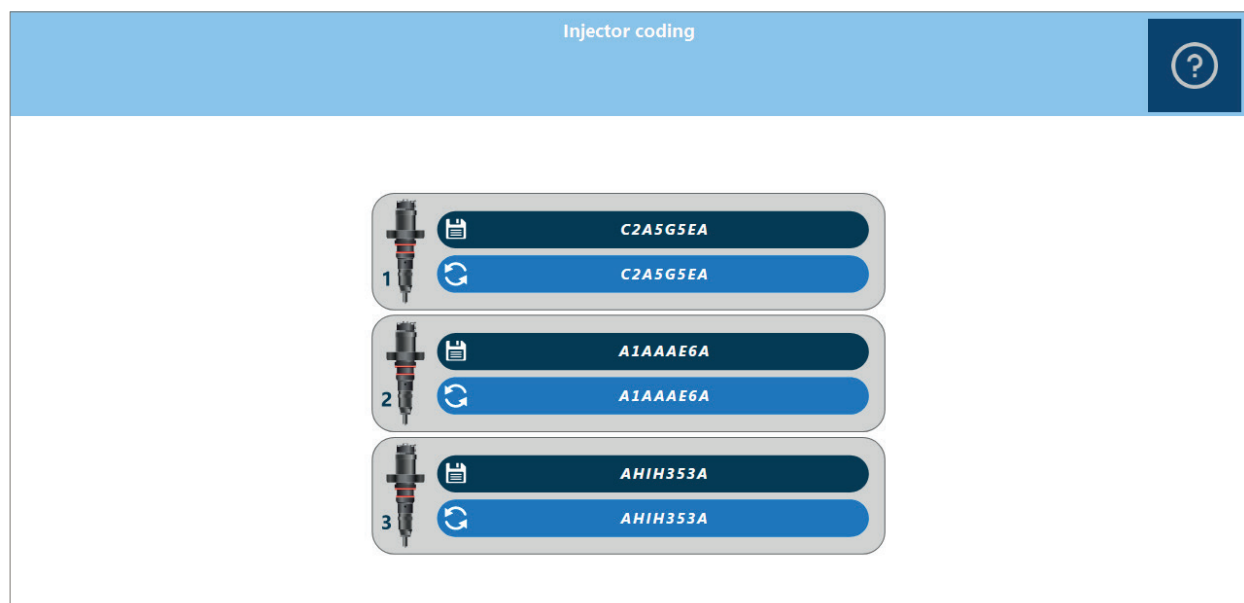 Injector coding
?
C2A5G5EA
1
C2A5G5EA
A1AAAE6A
2
A1AAAE6A
AHIH353A
3
AHIH353A